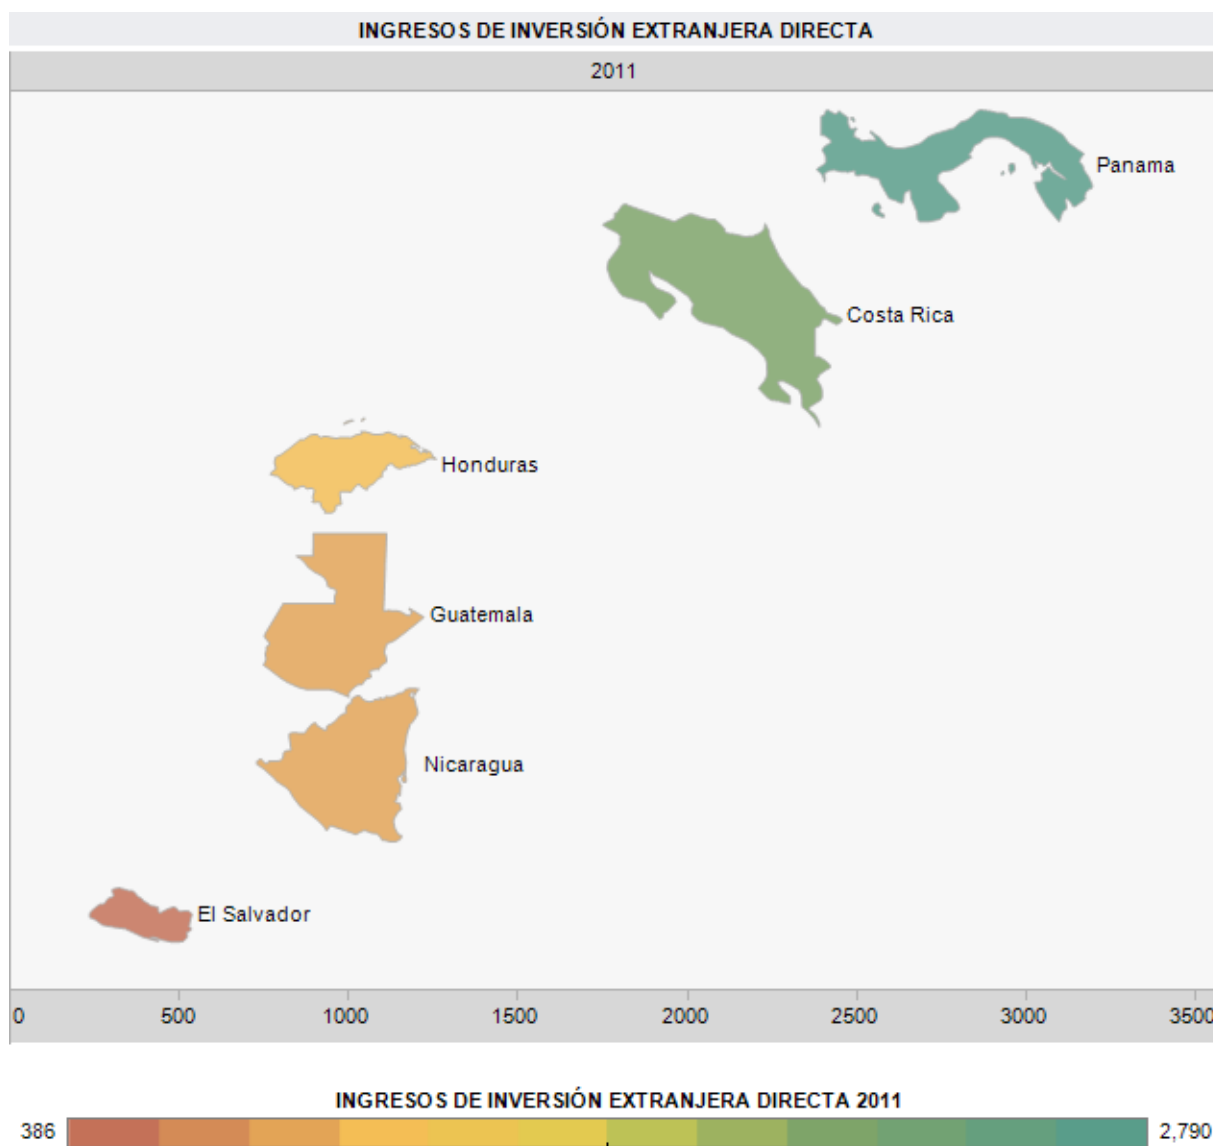 INGRESOS DE INVERSIÓN EXTRANJERA DIRECTA
2011
Panama
Costa Rica
Honduras
Guatemala
Nicaragua
El Salvador
0 500 1000 1500 2000 2500 3000 3500
INGRESOS DE INVERSIÓN EXTRANJERA DIRECTA 2011
386 2,790